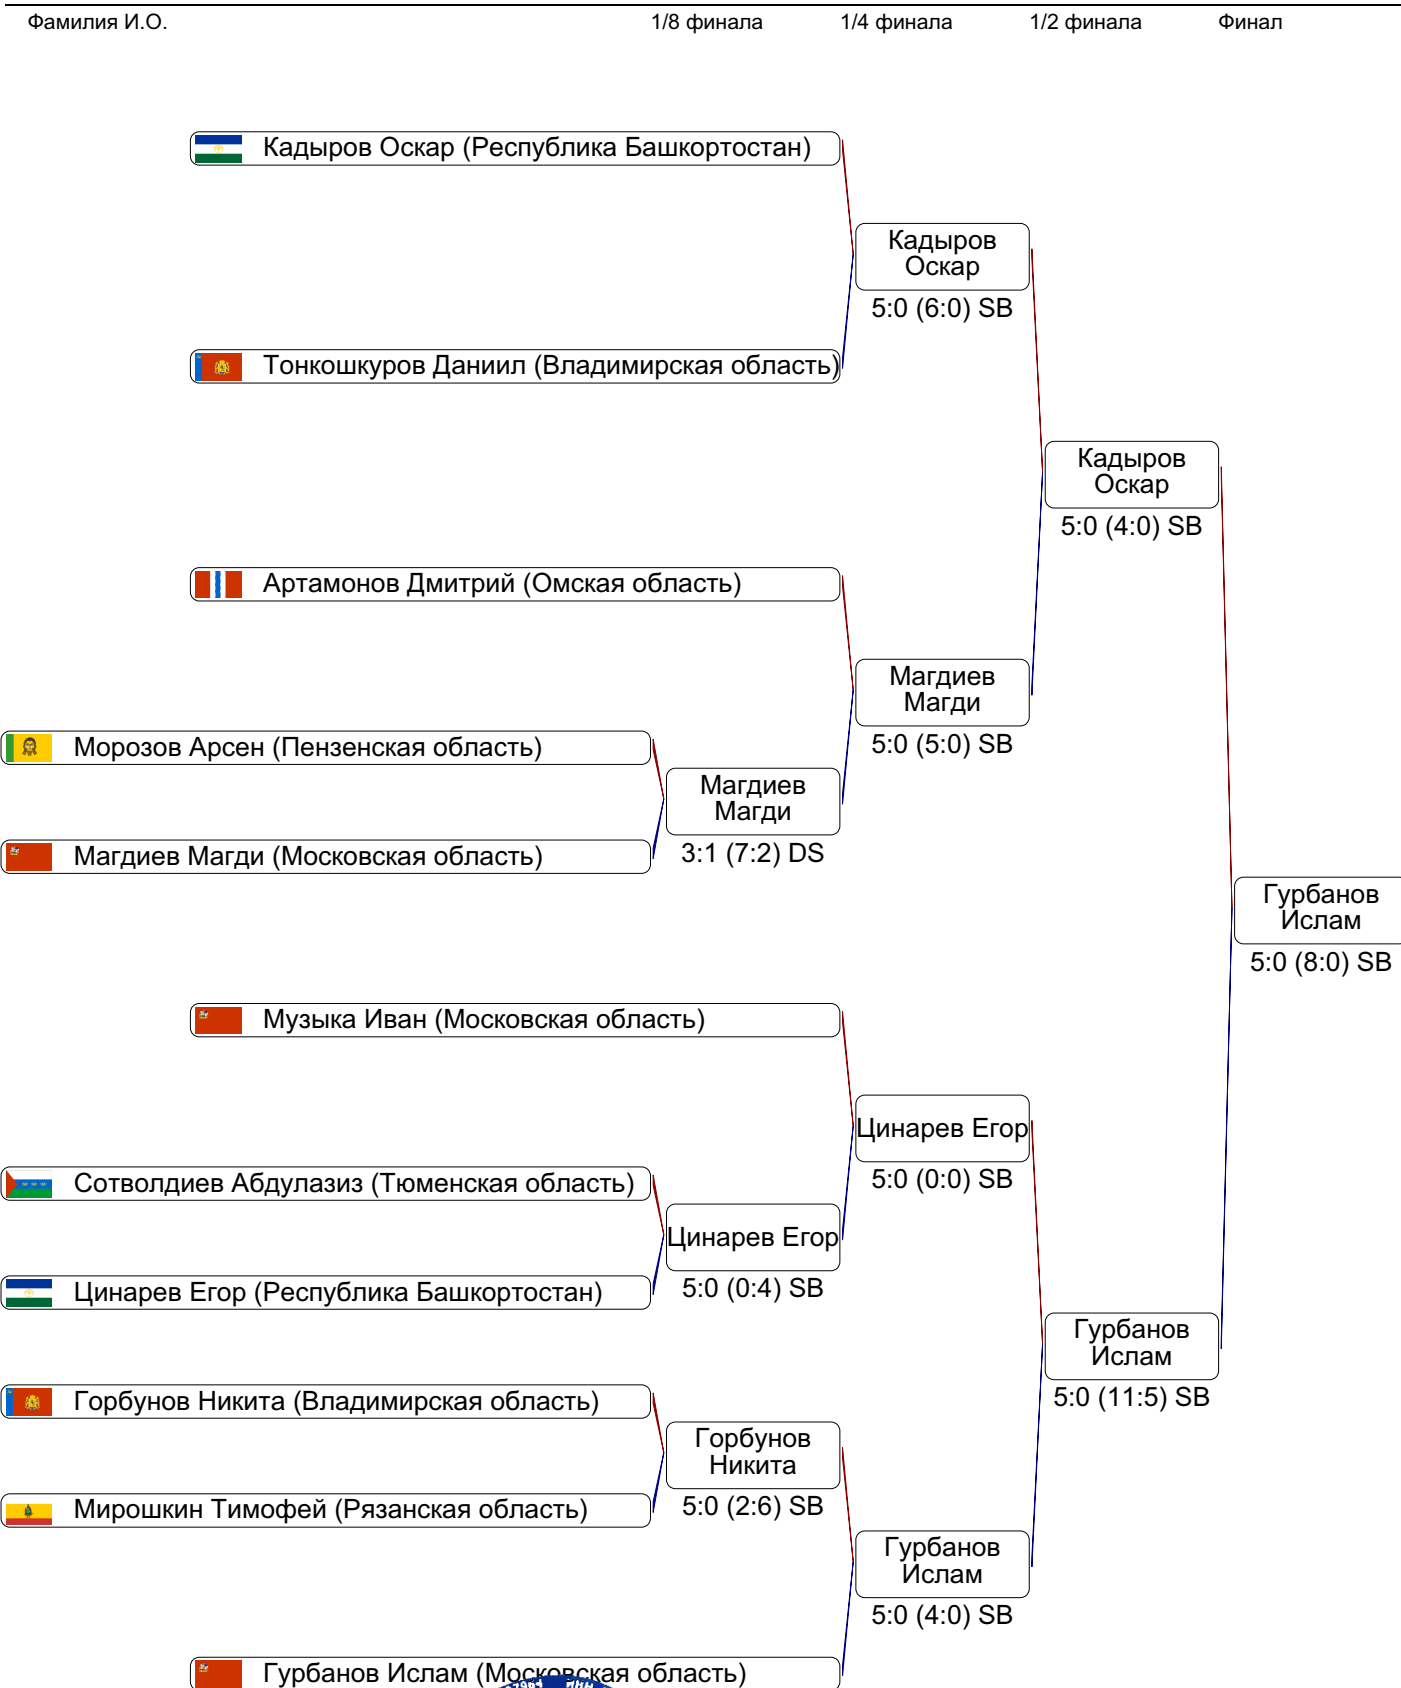 Фамилия И.О. 1/8 финала 1/4 финала 1/2 финала Финал
Кадыров Оскар (Республика Башкортостан)
Кадыров
Оскар
5:0 (6:0) SB
Тонкошкуров Даниил (Владимирская область)
Кадыров
Оскар
5:0 (4:0) SB
Артамонов Дмитрий (Омская область)
Магдиев
Магди
5:0 (5:0) SB
Морозов Арсен (Пензенская область)
Магдиев
Магди
3:1 (7:2) DS
Магдиев Магди (Московская область)
Гурбанов
Ислам
5:0 (8:0) SB
Музыка Иван (Московская область)
Цинарев Егор
5:0 (0:0) SB
Сотволдиев Абдулазиз (Тюменская область)
Цинарев Егор
5:0 (0:4) SB
Цинарев Егор (Республика Башкортостан)
Гурбанов
Ислам
5:0 (11:5) SB
Горбунов Никита (Владимирская область)
Горбунов
Никита
5:0 (2:6) SB
Мирошкин Тимофей (Рязанская область)
Гурбанов
Ислам
5:0 (4:0) SB
Гурбанов Ислам (Московская область)